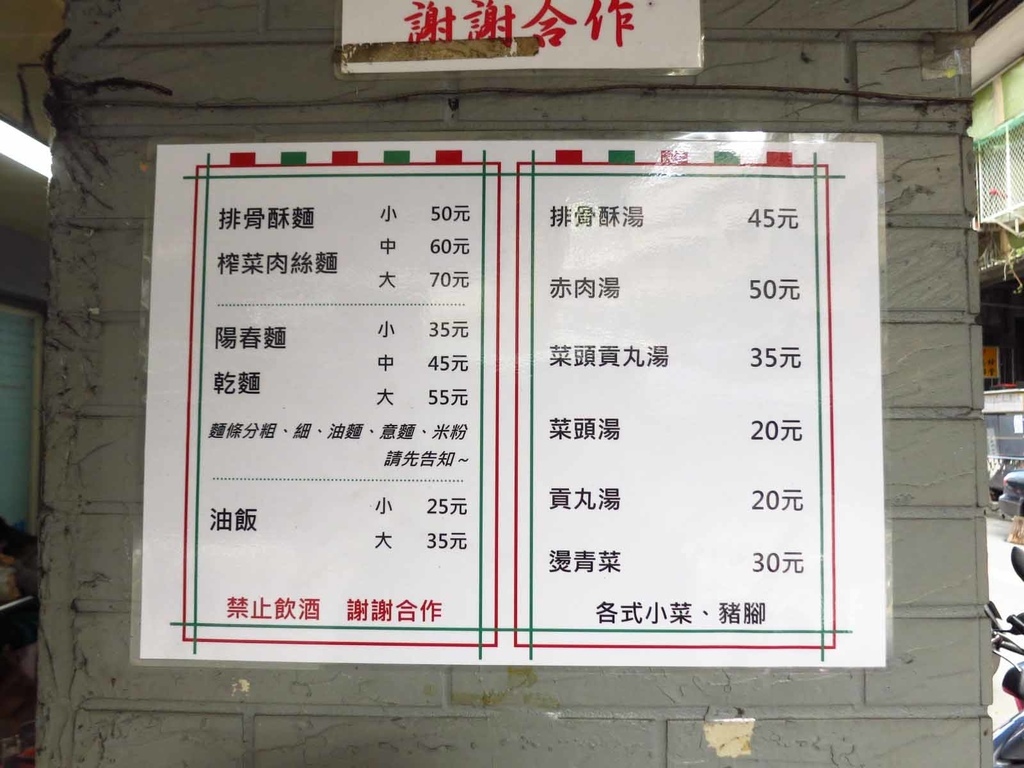 謝謝合作
排骨酥麵 小 50元
中 60元
榨菜肉絲麵
大 70元
陽春麵 小 35元
中 45元
乾麵
大 55元
麵條分粗、細、油麵、意麵、米粉
請先告知~
油飯 小 25元
大 35元
禁止飲酒 謝謝合作
排骨酥湯 45元
赤肉湯 50元
菜頭貢丸湯 35元
菜頭湯 20元
貢丸湯 20元
燙青菜 30元
各式小菜、豬腳